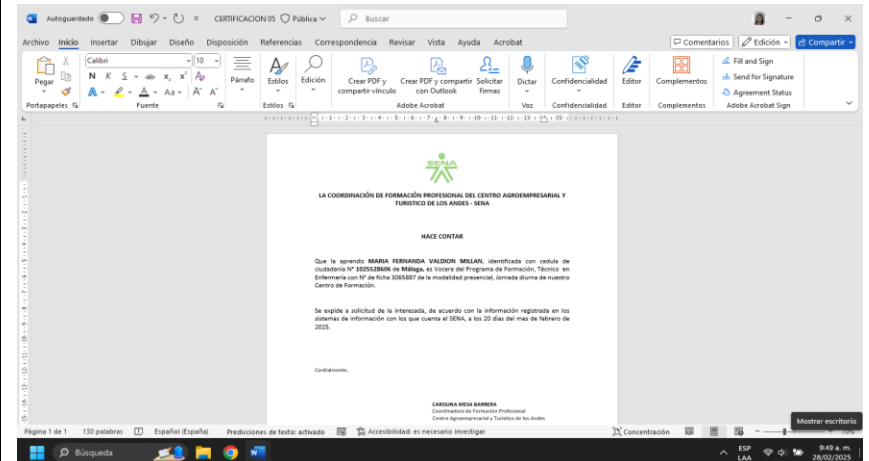 Autoguardado
CERTIFICACION 05
Pública
Buscar
Archivo Inicio Insertar Dibujar Diseño Disposición Referencias Correspondencia Revisar Vista Ayuda Acrobat
Comentarios Edición Compartir
Calibri 10
Pegar
N K S ab x₂ x²
A Aa A A
Párrafo
Estilos
Edición
Crear PDF y compartir vínculo
Crear PDF y compartir con Outlook
Solicitar firmas
Dictar
Confidencialidad
Editor
Complementos
Fill and Sign
Send for Signature
Agreement Status
Portapapeles Fuente Estilos Adobe Acrobat Voz Confidencialidad Editor Complementos Adobe Acrobat Sign
SENA
LA COORDINACIÓN DE FORMACIÓN PROFESIONAL DEL CENTRO AGROEMPRESARIAL Y
TURISTICO DE LOS ANDES - SENA
HACE CONTAR
Que la aprendiz MARIA FERNANDA VALDION MILLAN, identificada con cedula de
ciudadanía N° 1025528606 de Málaga, es Vocera del Programa de Formación, Técnico en
Enfermería con N° de ficha 3065887 de la modalidad presencial, Jornada diurna de nuestro
Centro de Formación.
Se expide a solicitud de la interesada, de acuerdo con la información registrada en los
sistemas de información con los que cuenta el SENA, a los 20 días del mes de febrero de
2025.
Cordialmente,
CAROLINA MESA BARRERA
Coordinadora de Formación Profesional
Centro Agroempresarial y Turístico de los Andes
Mostrar escritorio
Página 1 de 1 130 palabras Español (España) Predicciones de texto: activado Accesibilidad: es necesario investigar Concentración
Búsqueda
ESP
LAA
9:49 a. m.
28/02/2025